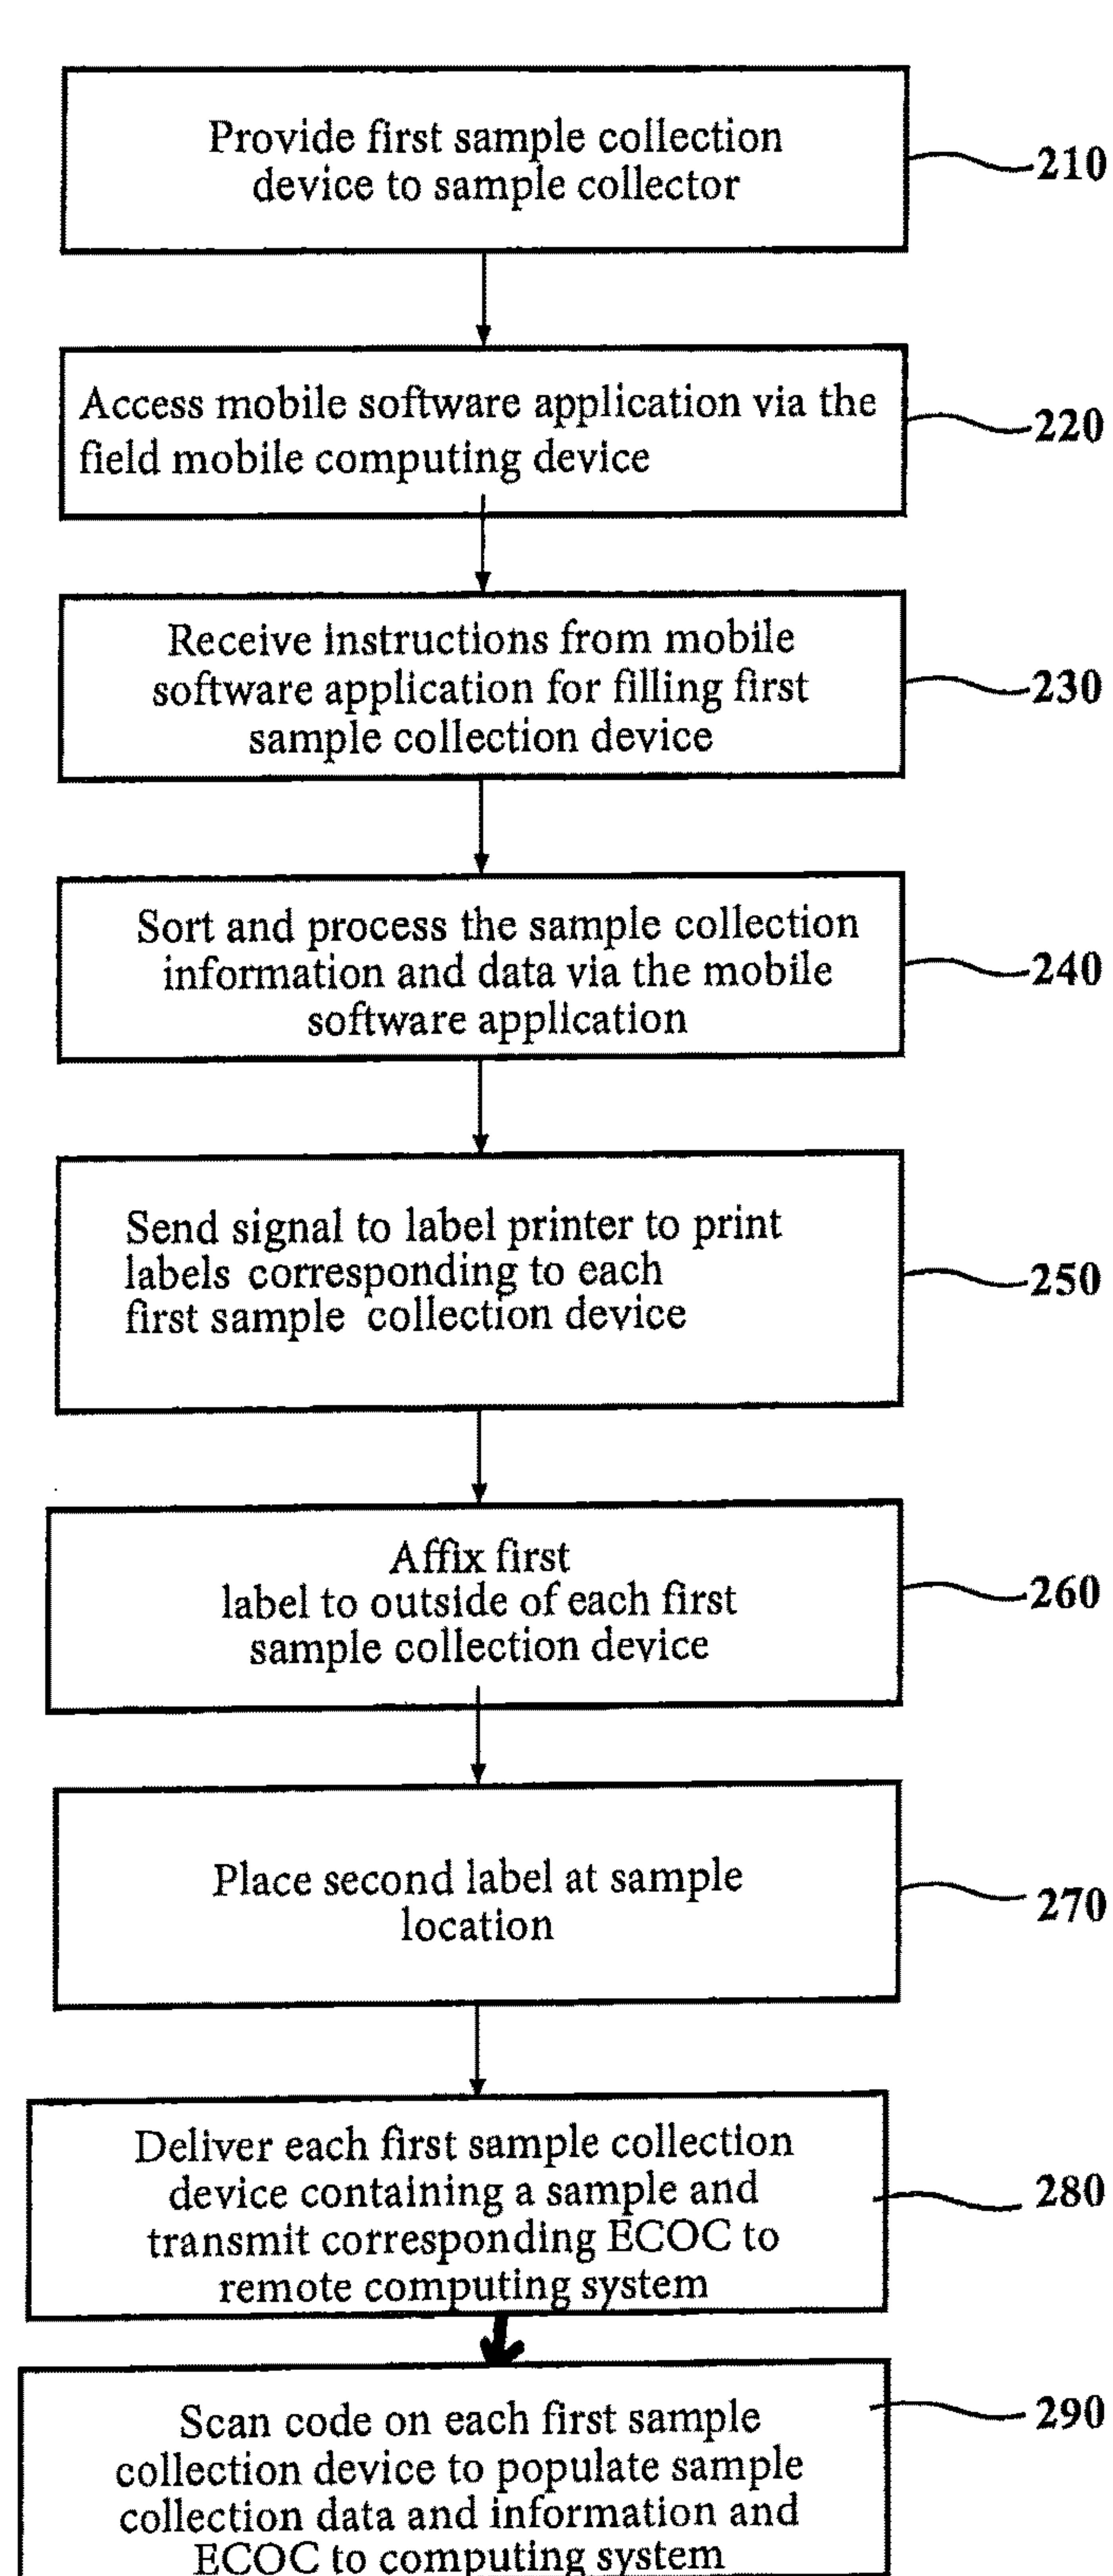 Provide first sample collection
device to sample collector
210
Access mobile software application via the
field mobile computing device
220
Receive instructions from mobile
software application for filling first
sample collection device
230
Sort and process the sample collection
information and data via the mobile
software application
240
Send signal to label printer to print
labels corresponding to each
first sample collection device
250
Affix first
label to outside of each first
sample collection device
260
Place second label at sample
location
270
Deliver each first sample collection
device containing a sample and
transmit corresponding ECOC to
remote computing system
280
Scan code on each first sample
collection device to populate sample
collection data and information and
ECOC to computing system
290